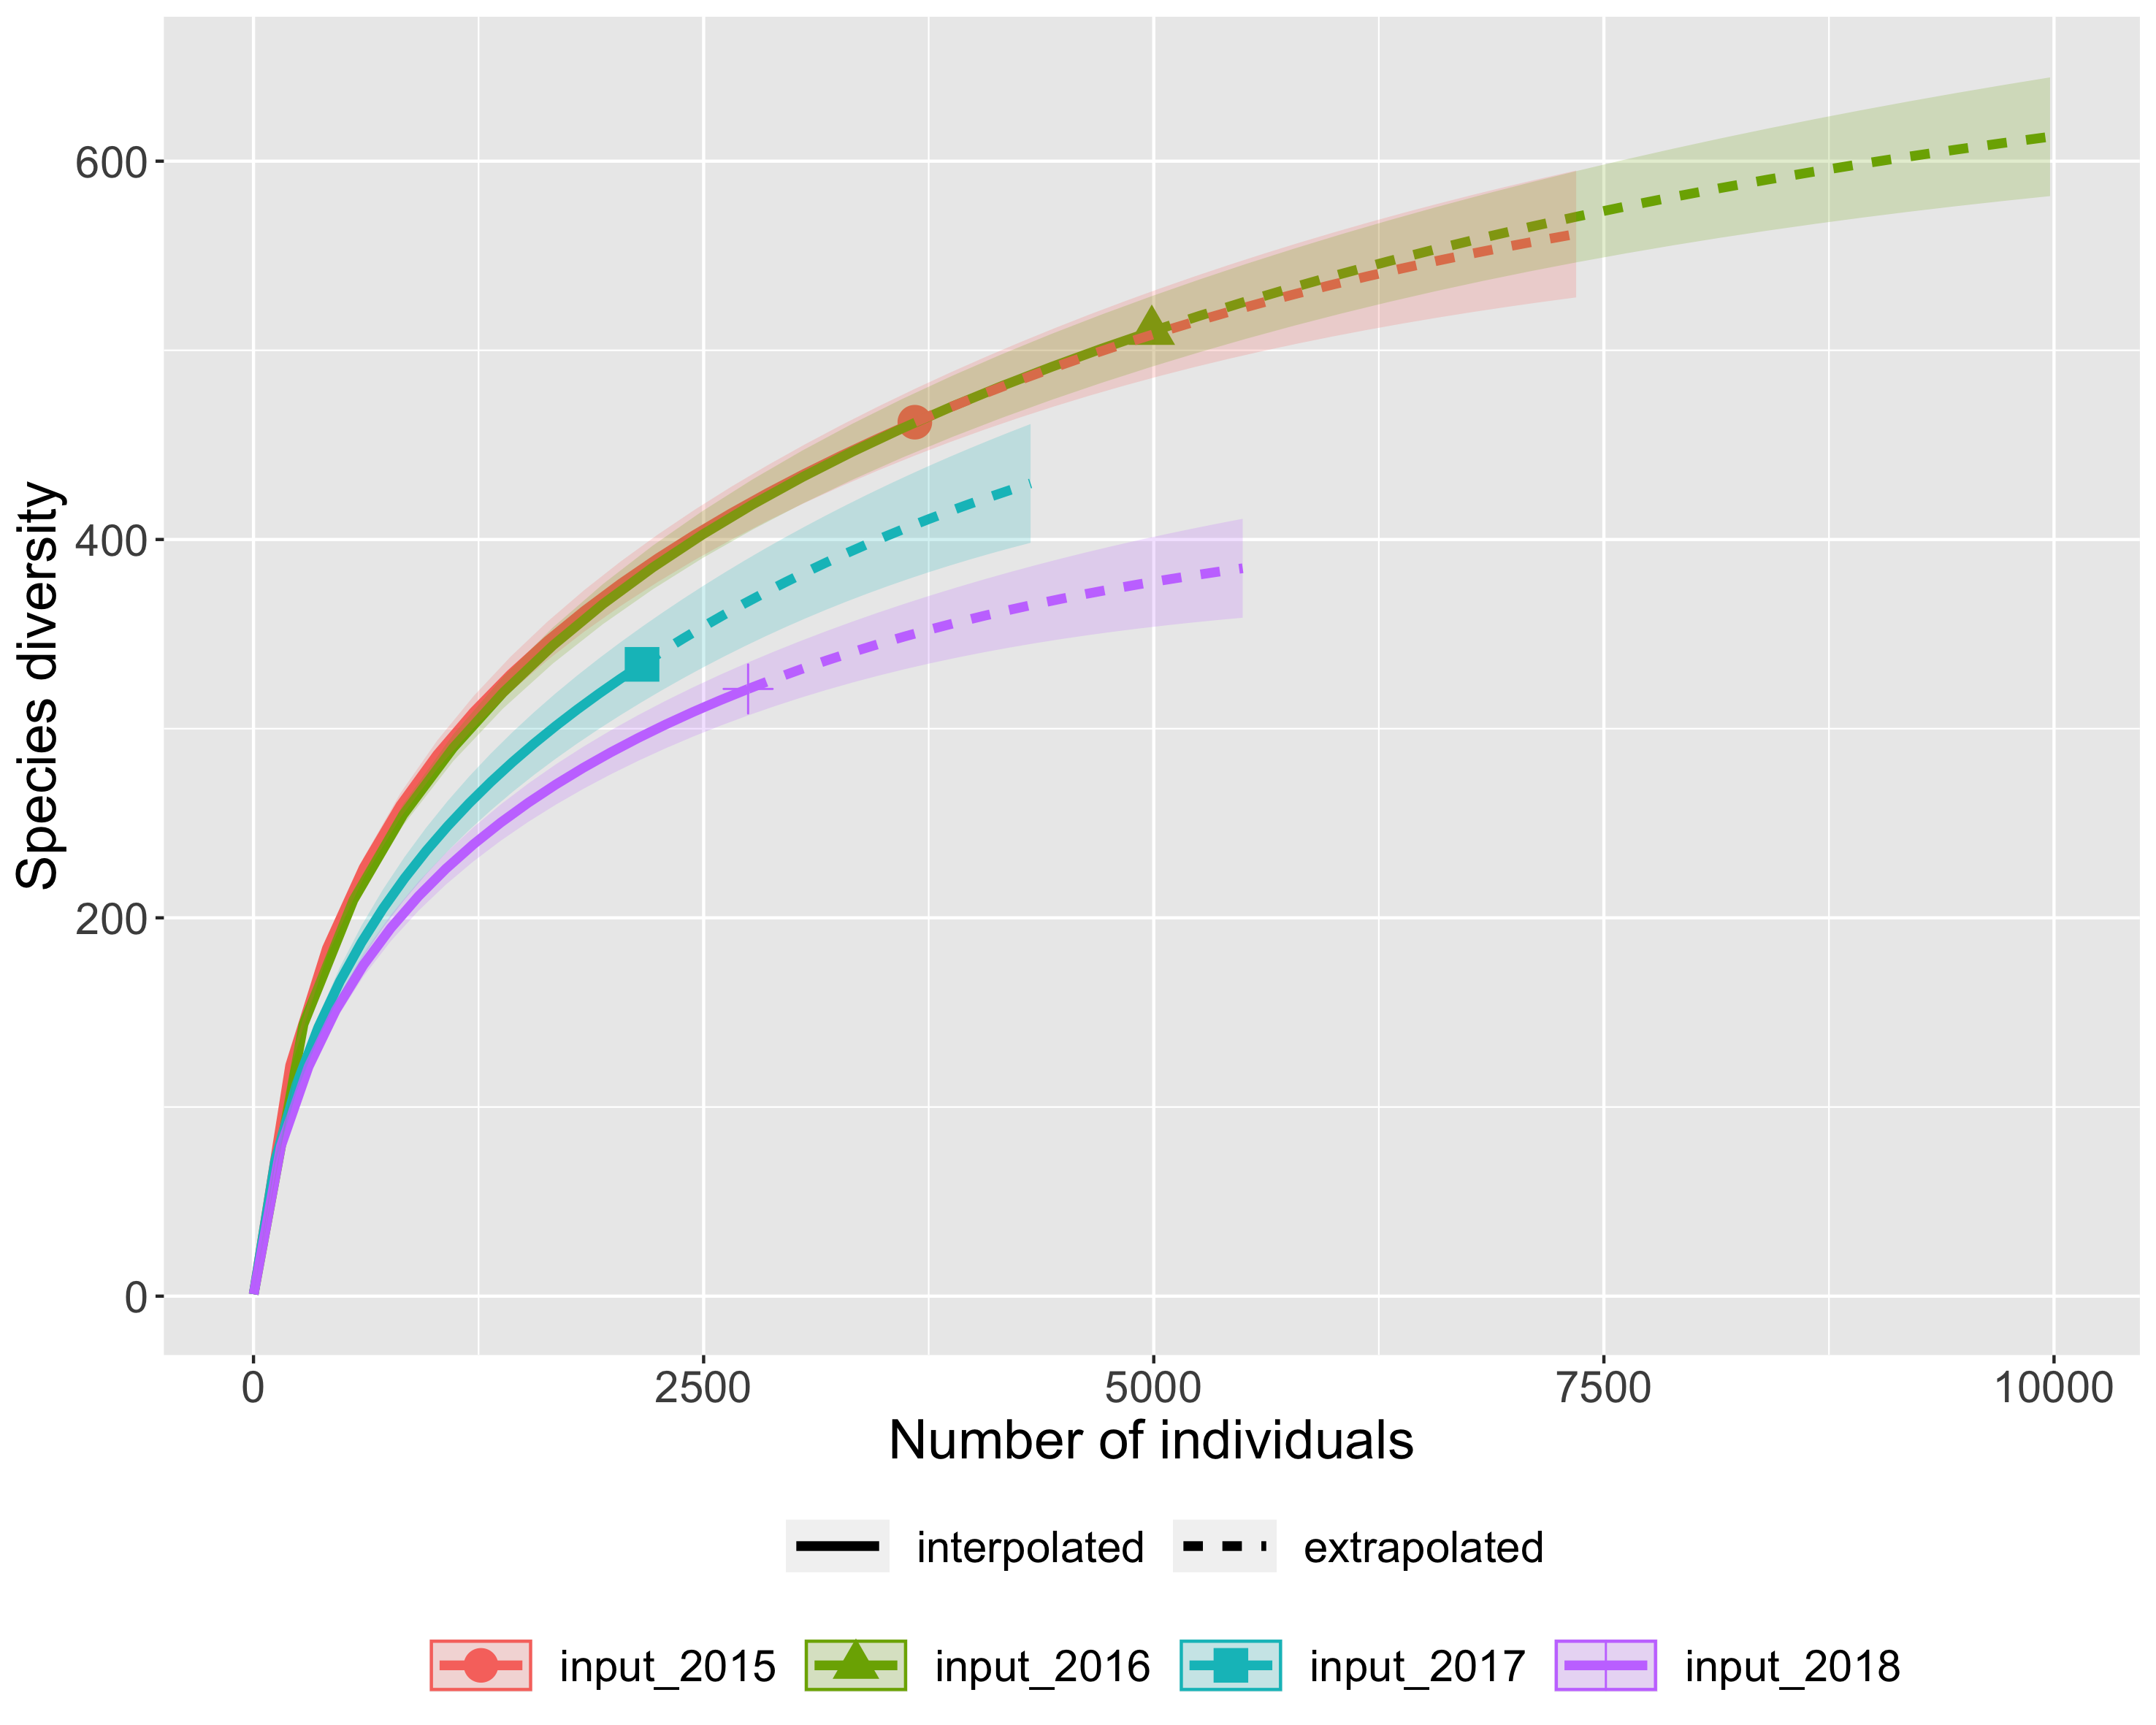 Species diversity
600
400
200
0
0 2500 5000 7500 10000
Number of individuals
interpolated extrapolated
input_2015 input_2016 input_2017 input_2018